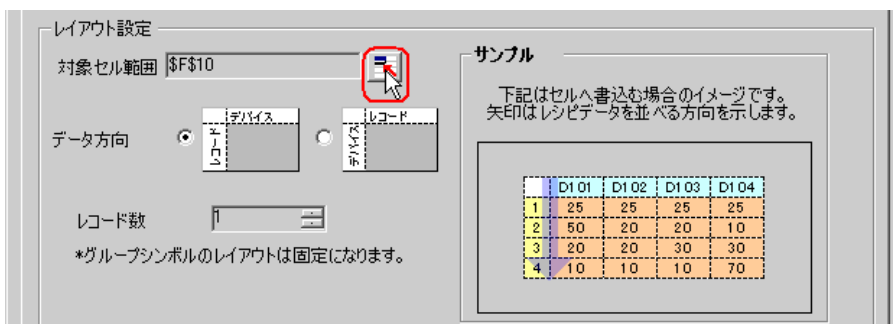 レイアウト設定
対象セル範囲 $F$10
データ方向
デバイス
レコード
レコード
デバイス
レコード数 1
*グループシンボルのレイアウトは固定になります。
サンプル
下記はセルへ書込む場合のイメージです。
矢印はレシピデータを並べる方向を示します。
D101 D102 D103 D104
1 25 25 25 25
2 50 20 20 10
3 20 20 30 30
4 10 10 10 70